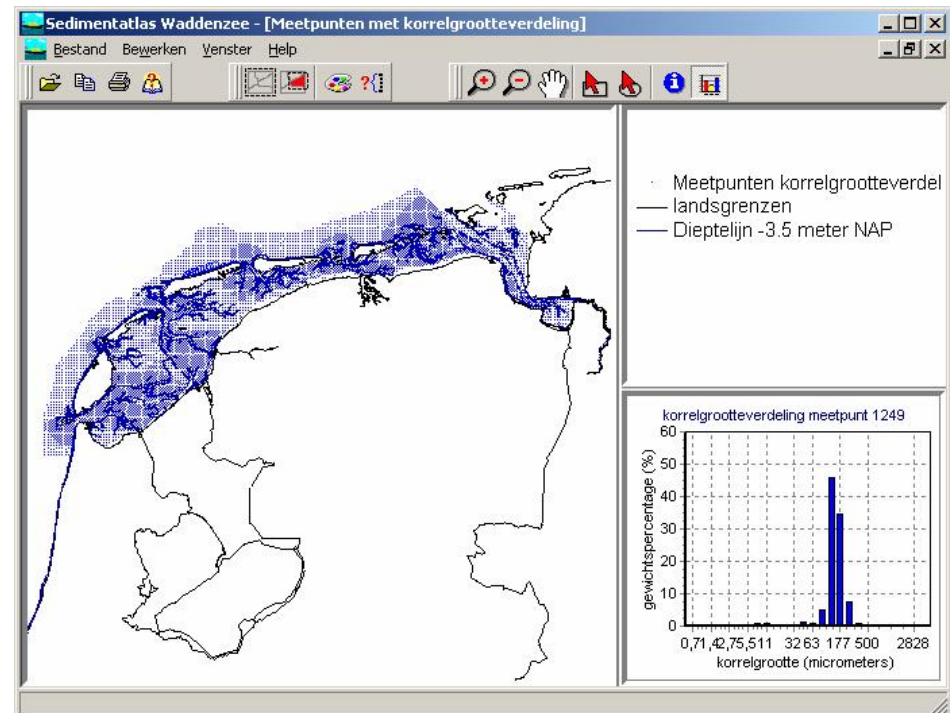 Sedimentatlas Waddenzee - [Meetpunten met korrelgrootteverdeling]
Bestand Bewerken Venster Help
Meetpunten korrelgrootteverdel
landsgrenzen
Dieptelijn -3.5 meter NAP
korrelgrootteverdeling meetpunt 1249
gewichtspercentage (%)
60
50
40
30
20
10
0
0,71,42,75,511 32 63 177 500 2828
korrelgrootte (micrometers)